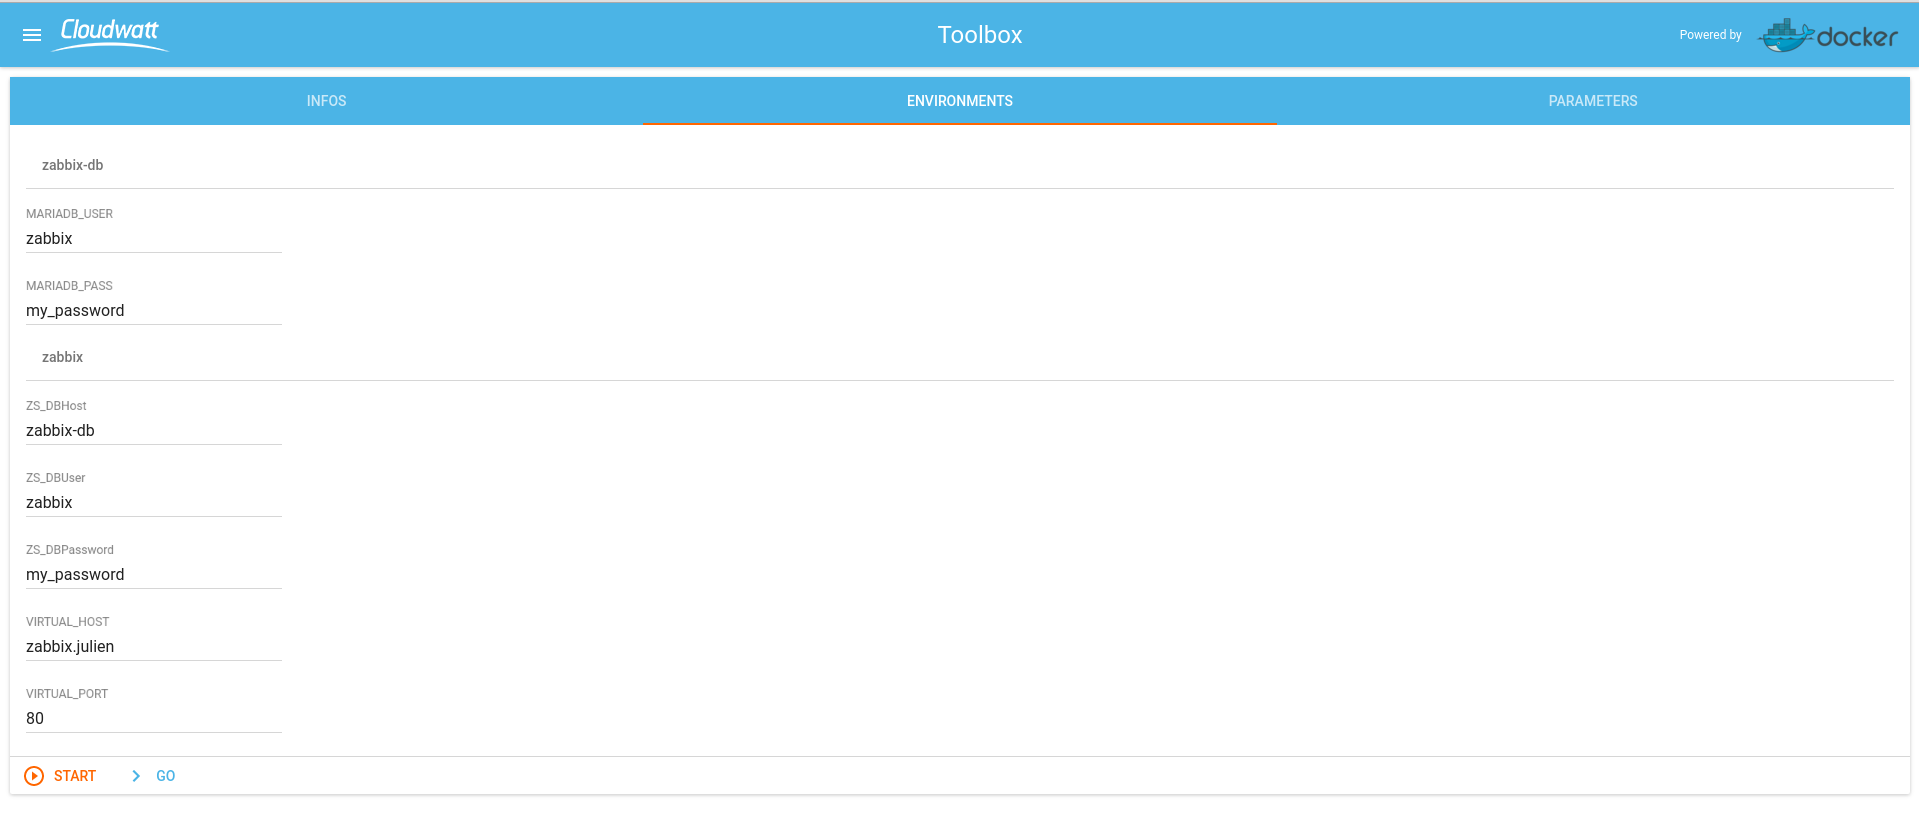 Cloudwatt
Toolbox
Powered by docker
INFOS
ENVIRONMENTS
PARAMETERS
zabbix-db
MARIADB_USER
zabbix
MARIADB_PASS
my_password
zabbix
ZS_DBHost
zabbix-db
ZS_DBUser
zabbix
ZS_DBPassword
my_password
VIRTUAL_HOST
zabbix.julien
VIRTUAL_PORT
80
START
GO